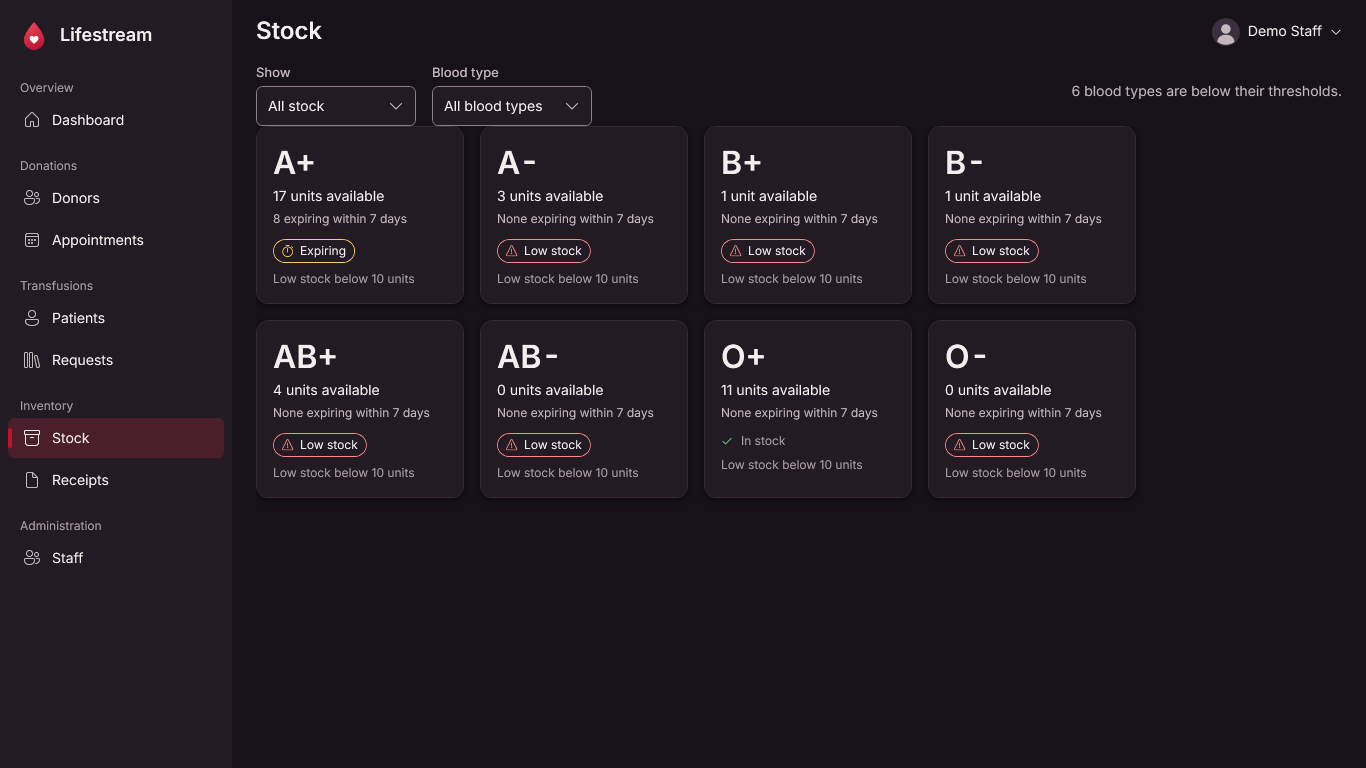 Lifestream
Overview
Dashboard
Donations
Donors
Appointments
Transfusions
Patients
Requests
Inventory
Stock
Receipts
Administration
Staff
Stock
Demo Staff
Show
All stock
Blood type
All blood types
6 blood types are below their thresholds.
A+
17 units available
8 expiring within 7 days
Expiring
Low stock below 10 units
A-
3 units available
None expiring within 7 days
Low stock
Low stock below 10 units
B+
1 unit available
None expiring within 7 days
Low stock
Low stock below 10 units
B-
1 unit available
None expiring within 7 days
Low stock
Low stock below 10 units
AB+
4 units available
None expiring within 7 days
Low stock
Low stock below 10 units
AB-
0 units available
None expiring within 7 days
Low stock
Low stock below 10 units
O+
11 units available
None expiring within 7 days
In stock
Low stock below 10 units
O-
0 units available
None expiring within 7 days
Low stock
Low stock below 10 units